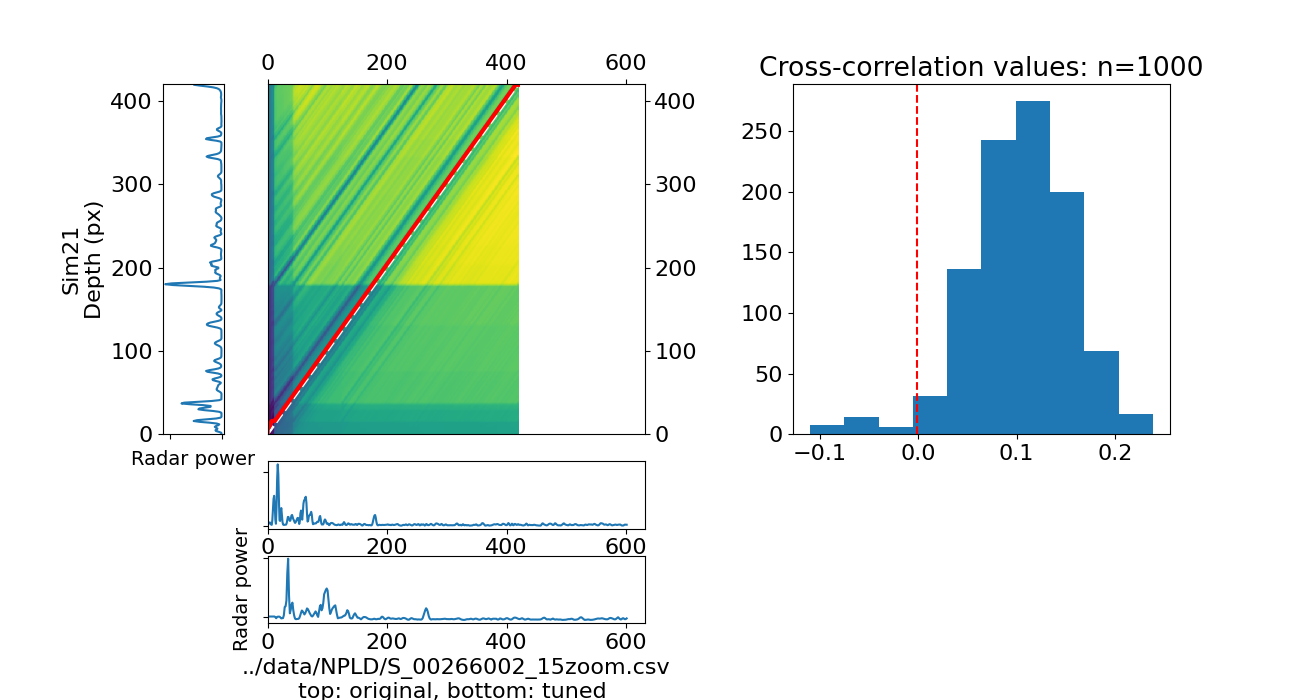 0 200 400 600
Cross-correlation values: n=1000
400
300
200
100
0
Sim21
Depth (px)
Radar power
400
300
200
100
0
250
200
150
100
50
0
−0.1 0.0 0.1 0.2
0 200 400 600
Radar power
0 200 400 600
../data/NPLD/S_00266002_15zoom.csv
top: original, bottom: tuned